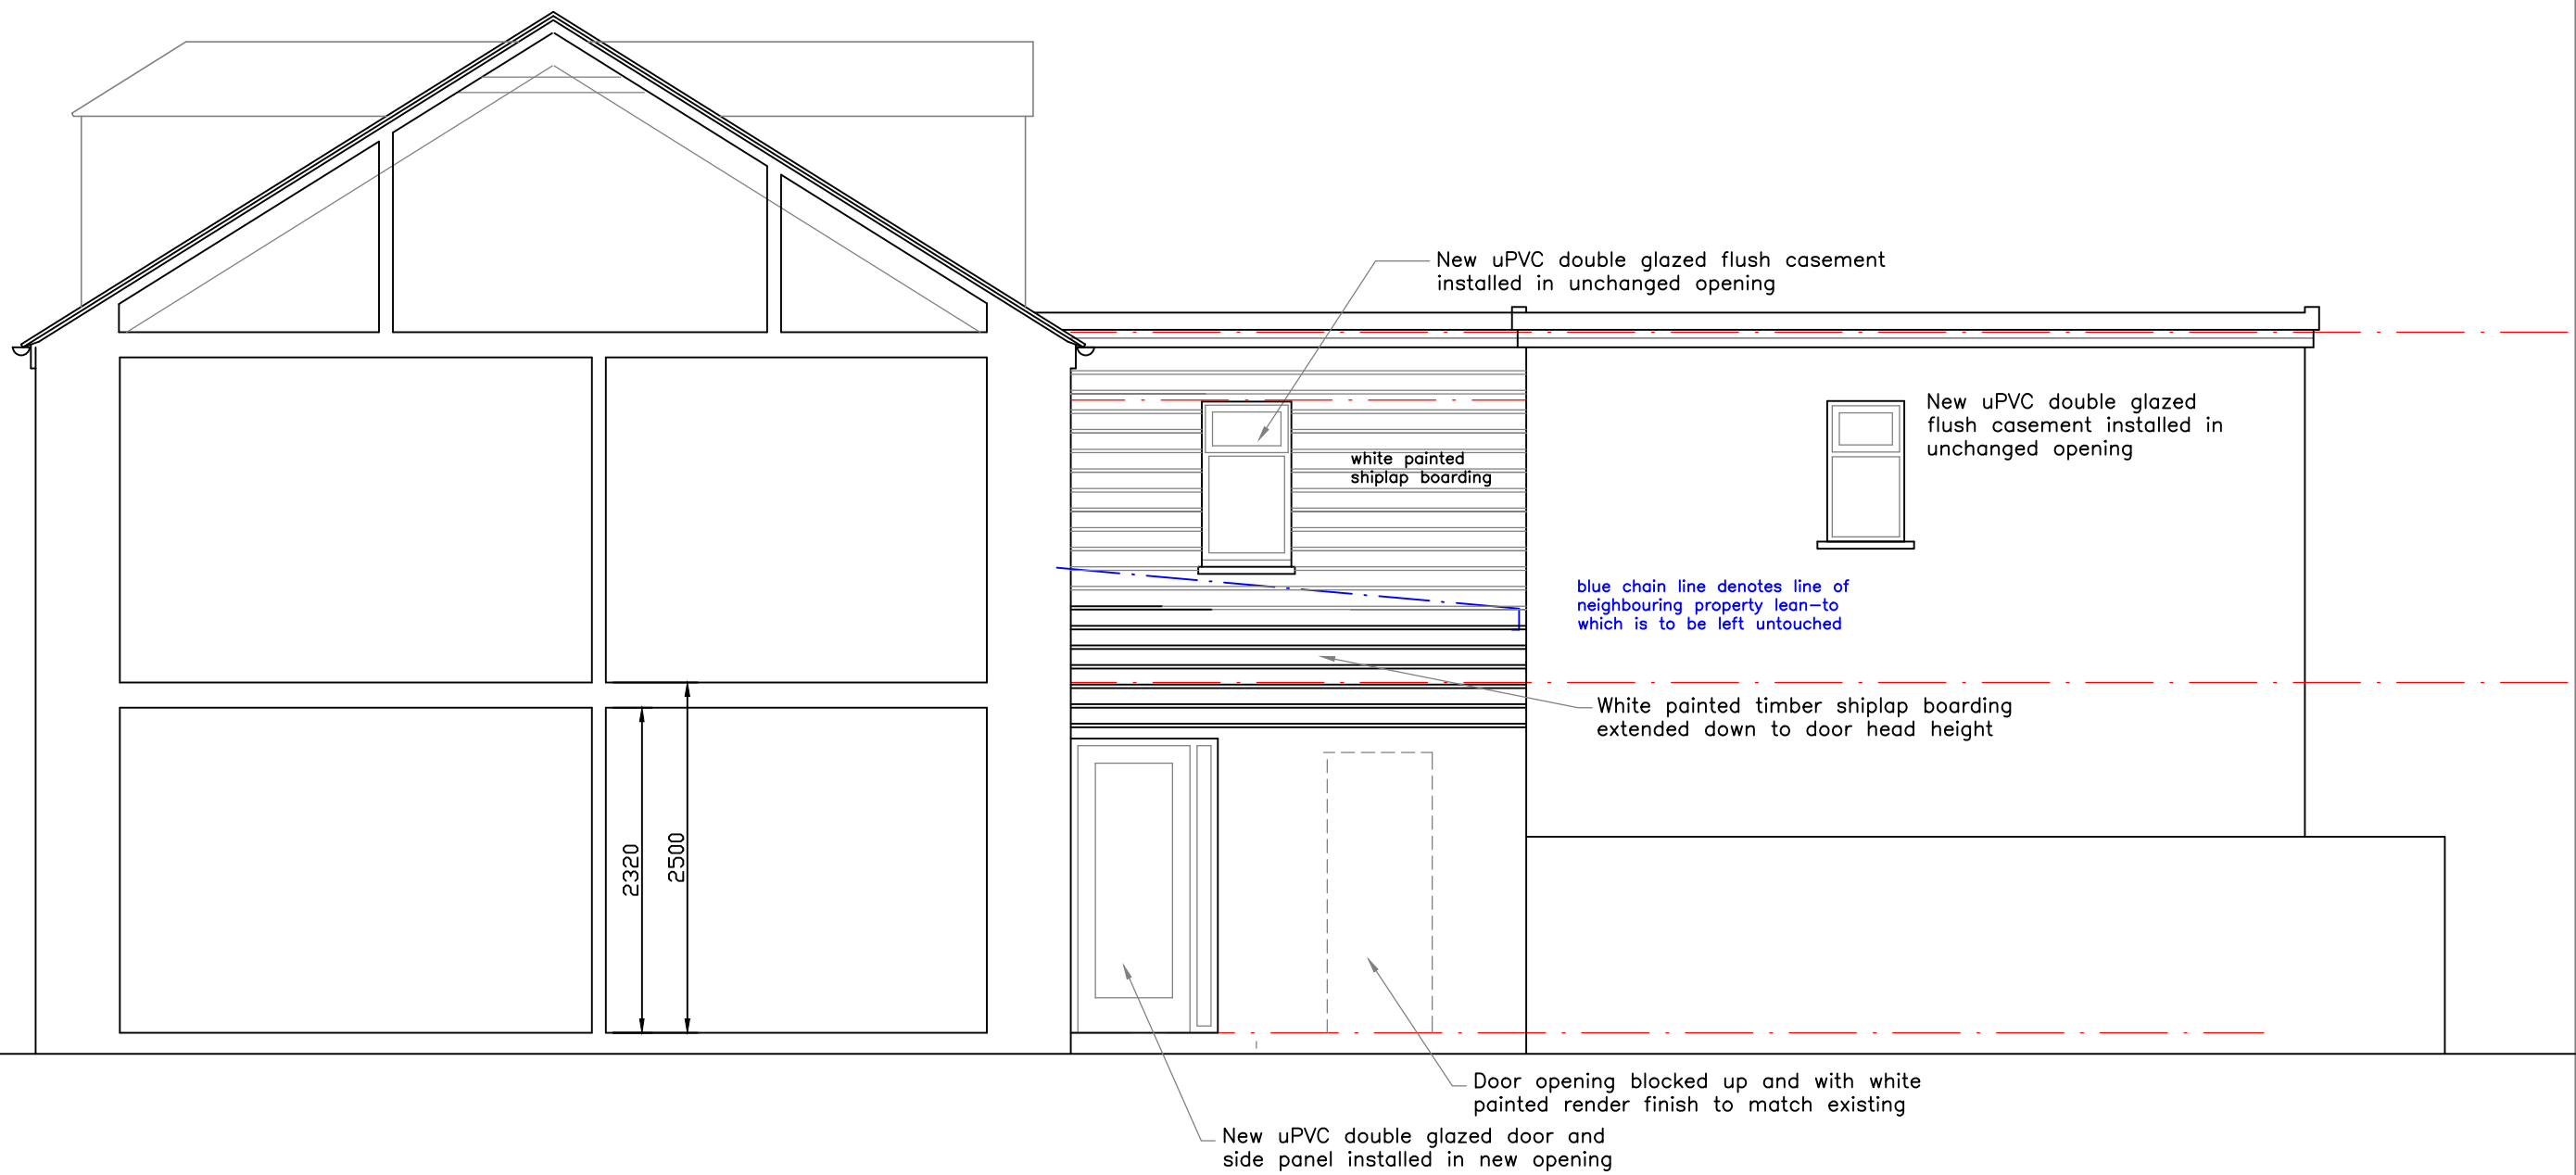 New uPVC double glazed flush casement
installed in unchanged opening
New uPVC double glazed
flush casement installed in
unchanged opening
white painted
shiplap boarding
blue chain line denotes line of
neighbouring property lean-to
which is to be left untouched
White painted timber shiplap boarding
extended down to door head height
2320
2500
Door opening blocked up and with white
painted render finish to match existing
New uPVC double glazed door and
side panel installed in new opening